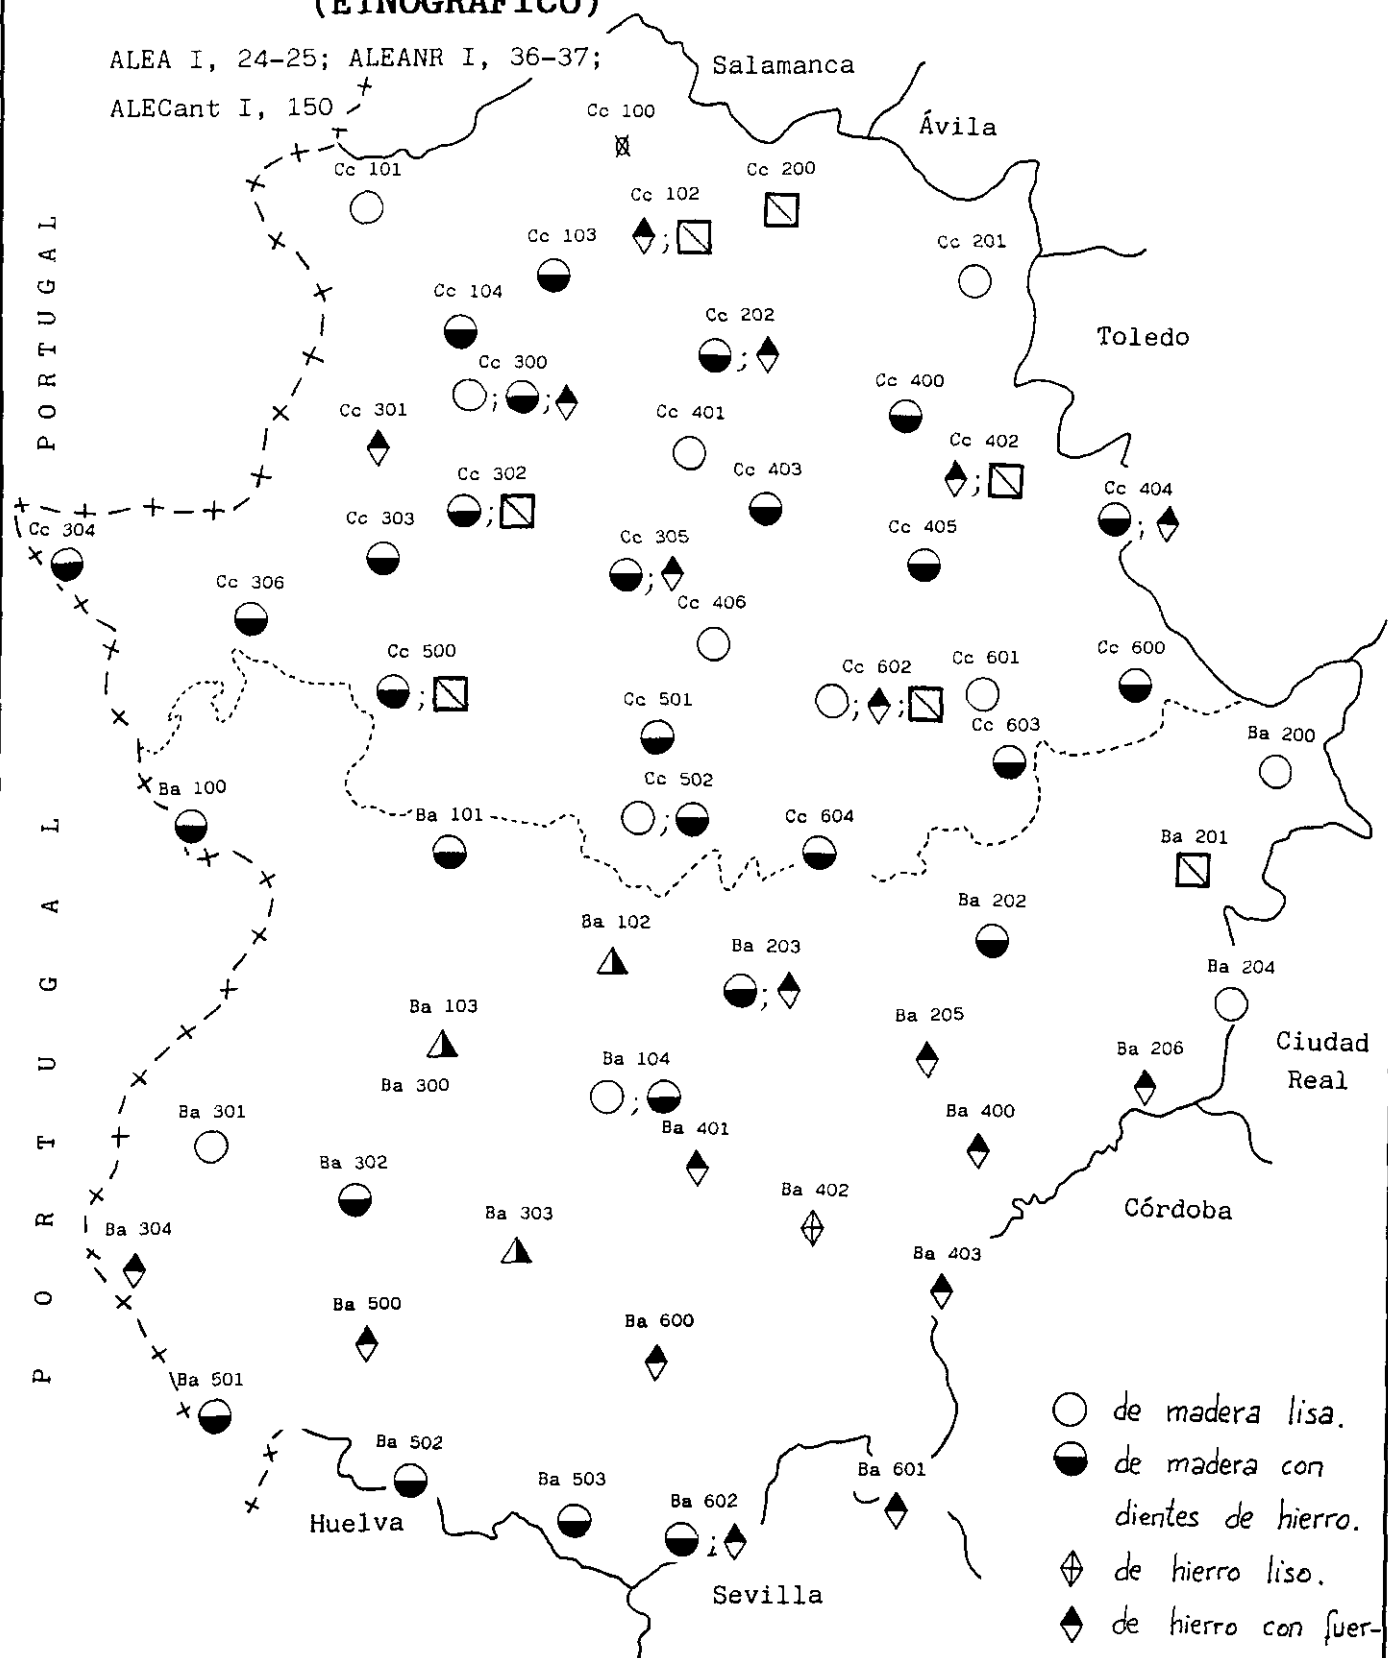 (ETNOGRÁFICO)
ALEA I, 24-25; ALEANR I, 36-37;
ALECant I, 150
Salamanca
Ávila
Cc 100
Cc 101
Cc 200
Cc 102
Cc 103
Cc 201
Cc 104
Cc 202
Toledo
Cc 300
Cc 400
Cc 301
Cc 401
Cc 402
Cc 302
Cc 403
Cc 404
Cc 303
Cc 405
Cc 304
Cc 305
Cc 306
Cc 406
Cc 500
Cc 602
Cc 601
Cc 600
Cc 501
Cc 603
Ba 200
Ba 100
Cc 502
Ba 101
Cc 604
Ba 201
Ba 202
Ba 102
Ba 203
Ba 204
Ba 103
Ba 205
Ciudad
Real
Ba 104
Ba 206
Ba 300
Ba 301
Ba 400
Ba 401
Ba 302
Ba 402
Córdoba
Ba 303
Ba 304
Ba 403
Ba 500
Ba 600
Ba 501
Ba 502
Ba 503
Ba 601
Ba 602
Huelva
Sevilla
PORTUGAL
PORTUGAL
de madera lisa.
de madera con
dientes de hierro.
de hierro liso.
de hierro con fuer-